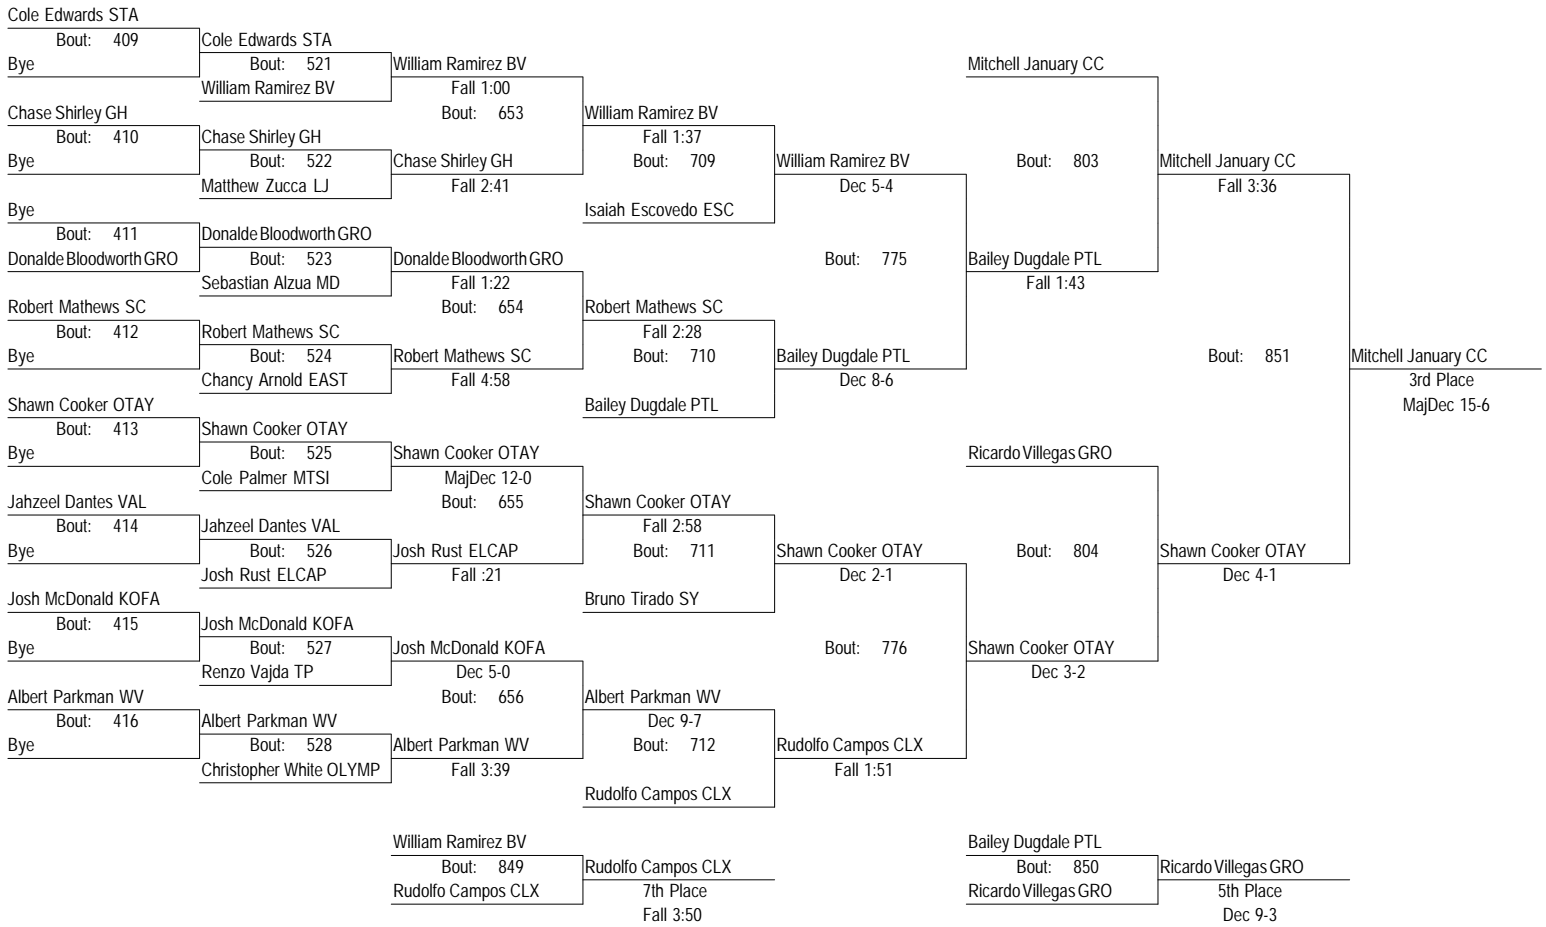 Cole Edwards STA
Bout: 409
Bye
Cole Edwards STA
Bout: 521
William Ramirez BV
William Ramirez BV
Fall 1:00
Bout: 653
Chase Shirley GH
Bout: 410
Bye
Chase Shirley GH
Bout: 522
Matthew Zucca LJ
Chase Shirley GH
Fall 2:41
William Ramirez BV
Fall 1:37
Bout: 709
Isaiah Escovedo ESC
William Ramirez BV
Dec 5-4
Bout: 775
Bye
Bout: 411
Donalde Bloodworth GRO
Donalde Bloodworth GRO
Bout: 523
Sebastian Alzua MD
Donalde Bloodworth GRO
Fall 1:22
Bout: 654
Robert Mathews SC
Bout: 412
Bye
Robert Mathews SC
Bout: 524
Chancy Arnold EAST
Robert Mathews SC
Fall 4:58
Robert Mathews SC
Fall 2:28
Bout: 710
Bailey Dugdale PTL
Bailey Dugdale PTL
Dec 8-6
Mitchell January CC
Bout: 803
Bailey Dugdale PTL
Fall 1:43
Mitchell January CC
Fall 3:36
Bout: 851
Mitchell January CC
3rd Place
MajDec 15-6
Shawn Cooker OTAY
Bout: 413
Bye
Shawn Cooker OTAY
Bout: 525
Cole Palmer MTSI
Shawn Cooker OTAY
MajDec 12-0
Bout: 655
Jahzeel Dantes VAL
Bout: 414
Bye
Jahzeel Dantes VAL
Bout: 526
Josh Rust ELCAP
Josh Rust ELCAP
Fall :21
Shawn Cooker OTAY
Fall 2:58
Bout: 711
Bruno Tirado SY
Shawn Cooker OTAY
Dec 2-1
Bout: 776
Josh McDonald KOFA
Bout: 415
Bye
Josh McDonald KOFA
Bout: 527
Renzo Vajda TP
Josh McDonald KOFA
Dec 5-0
Bout: 656
Albert Parkman WV
Bout: 416
Bye
Albert Parkman WV
Bout: 528
Christopher White OLYMP
Albert Parkman WV
Fall 3:39
Albert Parkman WV
Dec 9-7
Bout: 712
Rudolfo Campos CLX
Rudolfo Campos CLX
Fall 1:51
Ricardo Villegas GRO
Bout: 804
Shawn Cooker OTAY
Dec 3-2
Shawn Cooker OTAY
Dec 4-1
William Ramirez BV
Bout: 849
Rudolfo Campos CLX
Rudolfo Campos CLX
7th Place
Fall 3:50
Bailey Dugdale PTL
Bout: 850
Ricardo Villegas GRO
Ricardo Villegas GRO
5th Place
Dec 9-3